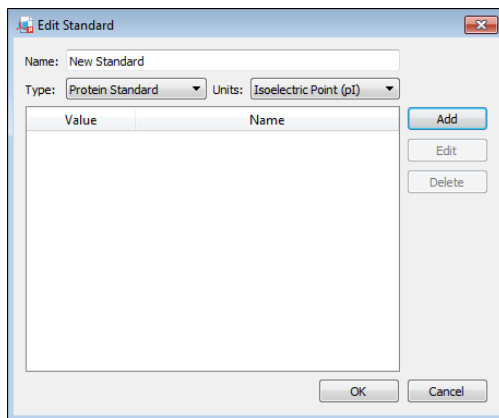 Edit Standard
Name: New Standard
Type: Protein Standard Units: Isoelectric Point (pI)
Value Name
Add
Edit
Delete
OK Cancel